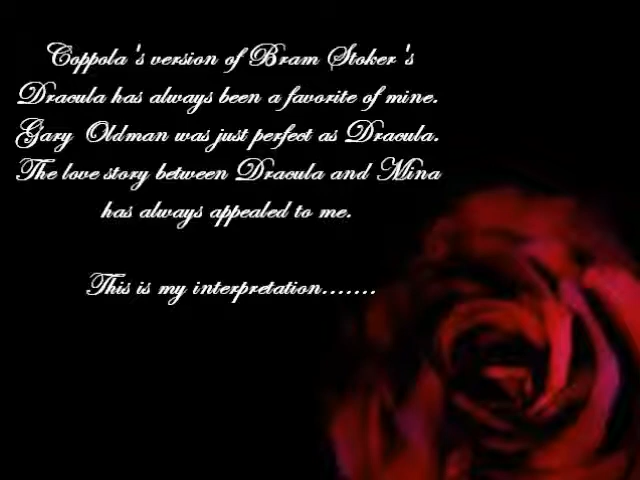 Coppola 's version of Bram Stoker 's
Dracula has always been a favorite of mine.
Gary Oldman was just perfect as Dracula.
The love story between Dracula and Mina
has always appealed to me.
This is my interpretation.......